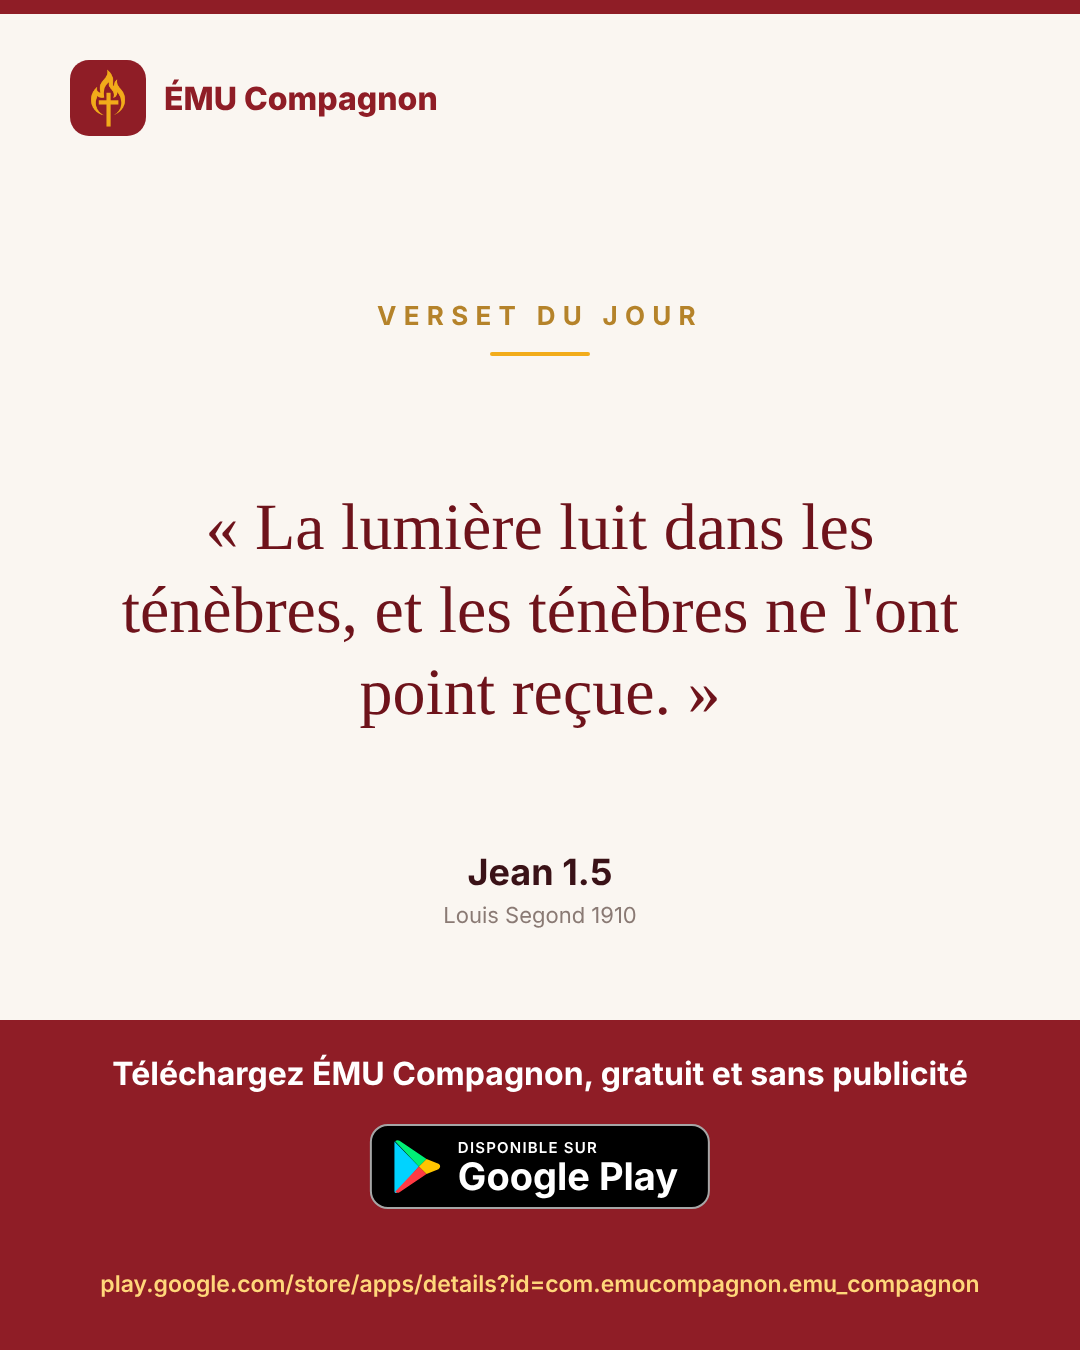 ÉMU Compagnon
VERSET DU JOUR
« La lumière luit dans les
ténèbres, et les ténèbres ne l'ont
point reçue. »
Jean 1.5
Louis Segond 1910
Téléchargez ÉMU Compagnon, gratuit et sans publicité
DISPONIBLE SUR
Google Play
play.google.com/store/apps/details?id=com.emucompagnon.emu_compagnon